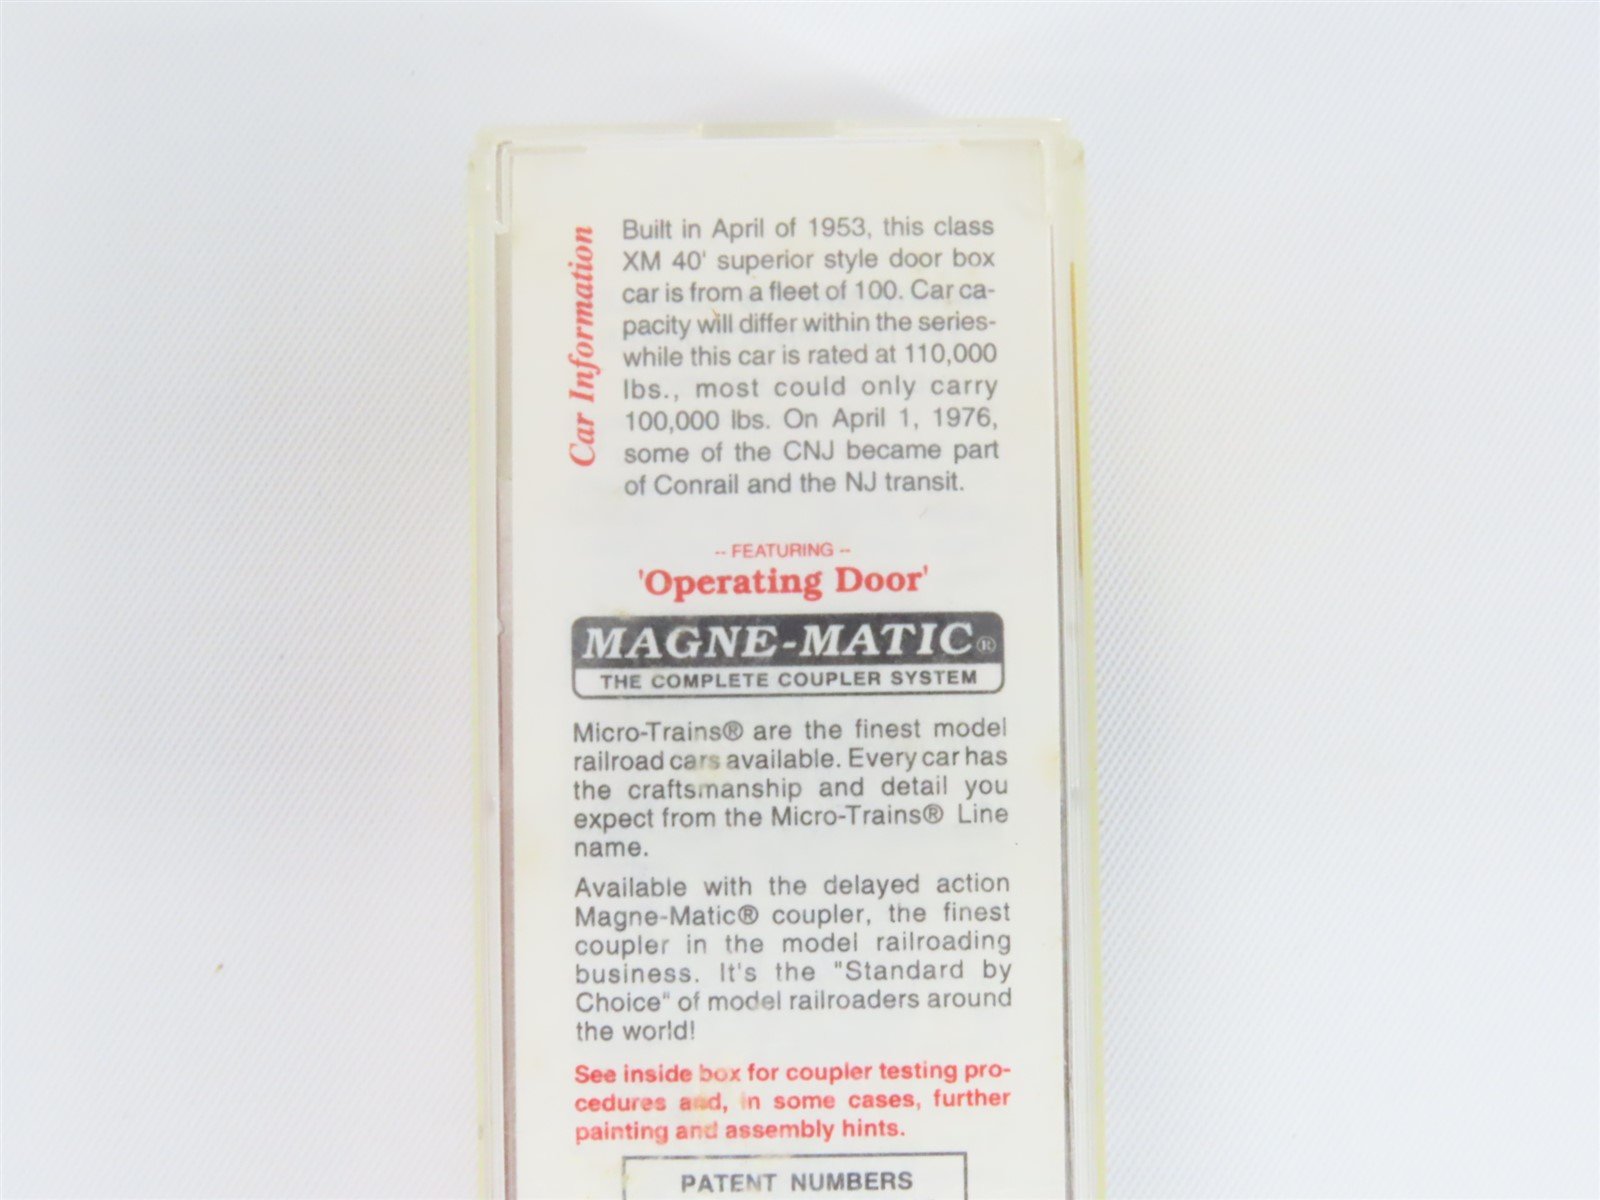 Car Information
Built in April of 1953, this class
XM 40' superior style door box
car is from a fleet of 100. Car ca-
pacity will differ within the series-
while this car is rated at 110,000
lbs., most could only carry
100,000 lbs. On April 1, 1976,
some of the CNJ became part
of Conrail and the NJ transit.
-- FEATURING --
'Operating Door'
MAGNE-MATIC®
THE COMPLETE COUPLER SYSTEM
Micro-Trains® are the finest model
railroad cars available. Every car has
the craftsmanship and detail you
expect from the Micro-Trains® Line
name.
Available with the delayed action
Magne-Matic® coupler, the finest
coupler in the model railroading
business. It's the "Standard by
Choice" of model railroaders around
the world!
See inside box for coupler testing pro-
cedures and, in some cases, further
painting and assembly hints.
PATENT NUMBERS